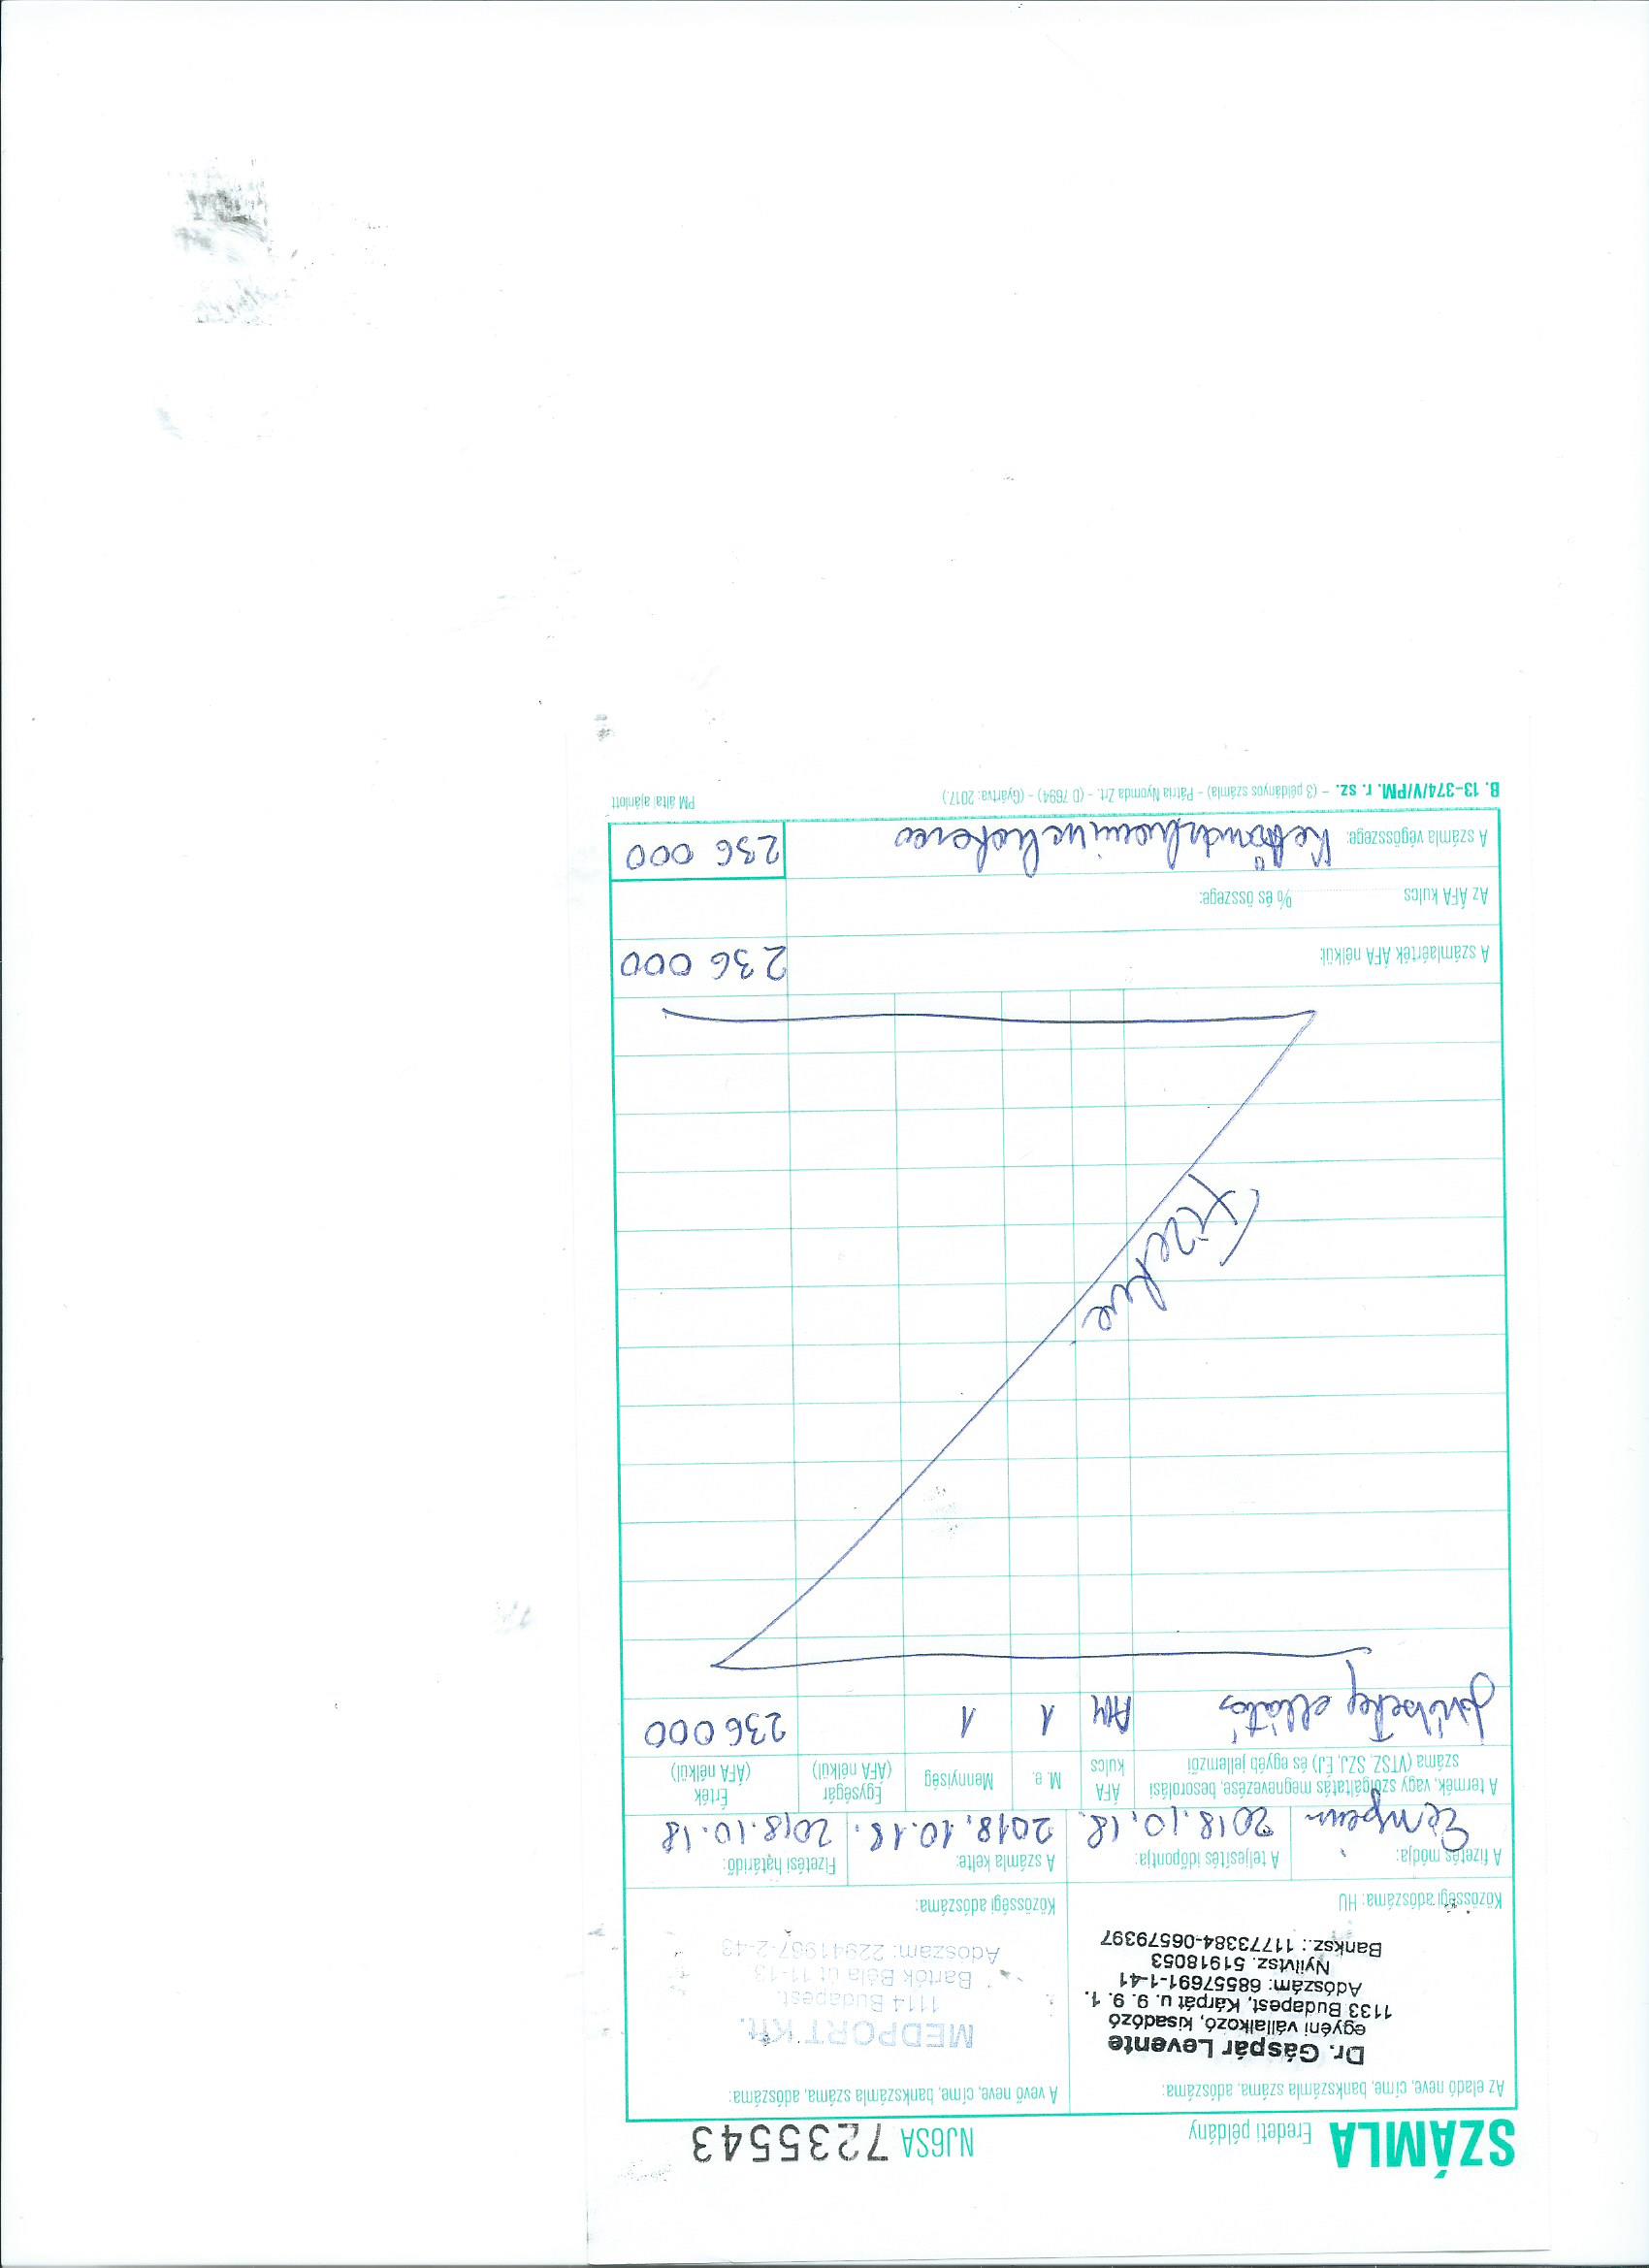 SZÁMLA Eredeti példány NJ6SA 7235543
Az eladó neve, címe, bankszámla száma, adószáma:
Dr. Gáspár Levente
egyéni vállalkozó, kisadózó
1133 Budapest, Kárpát u. 9. 9. 1.
Adószám: 68557691-1-41
Nyilvtsz. 51918053
Banksz.: 11773384-06579397
Közösségi adószáma: HU
A vevő neve, címe, bankszámla száma, adószáma:
MEDPORT Kft.
1114 Budapest,
Bartók Béla út 11-13
Adószám: 22941967-2-43
Közösségi adószáma:
A fizetés módja: A teljesítés időpontja: A számla kelte: Fizetési határidő:
2018.10.18. 2018.10.18. 2018.10.18
A termék, vagy szolgáltatás megnevezése, besorolási száma (VTSZ, SZJ, ÉJ) és egyéb jellemzői
ÁFA kulcs
M. e.
Mennyiség
Egységár (ÁFA nélkül)
Érték (ÁFA nélkül)
ellátás 1 1 236 000
Fizetve
A számlaérték ÁFA nélkül: 236 000
Az ÁFA kulcs % és összege:
A számla végösszege: Kettőszázharminchatezer 236 000
B. 13-374/V/PM. r. sz. – (3 példányos számla) – Pátria Nyomda Zrt. – (D 7694) – (Gyártva: 2017.) PM által ajánlott